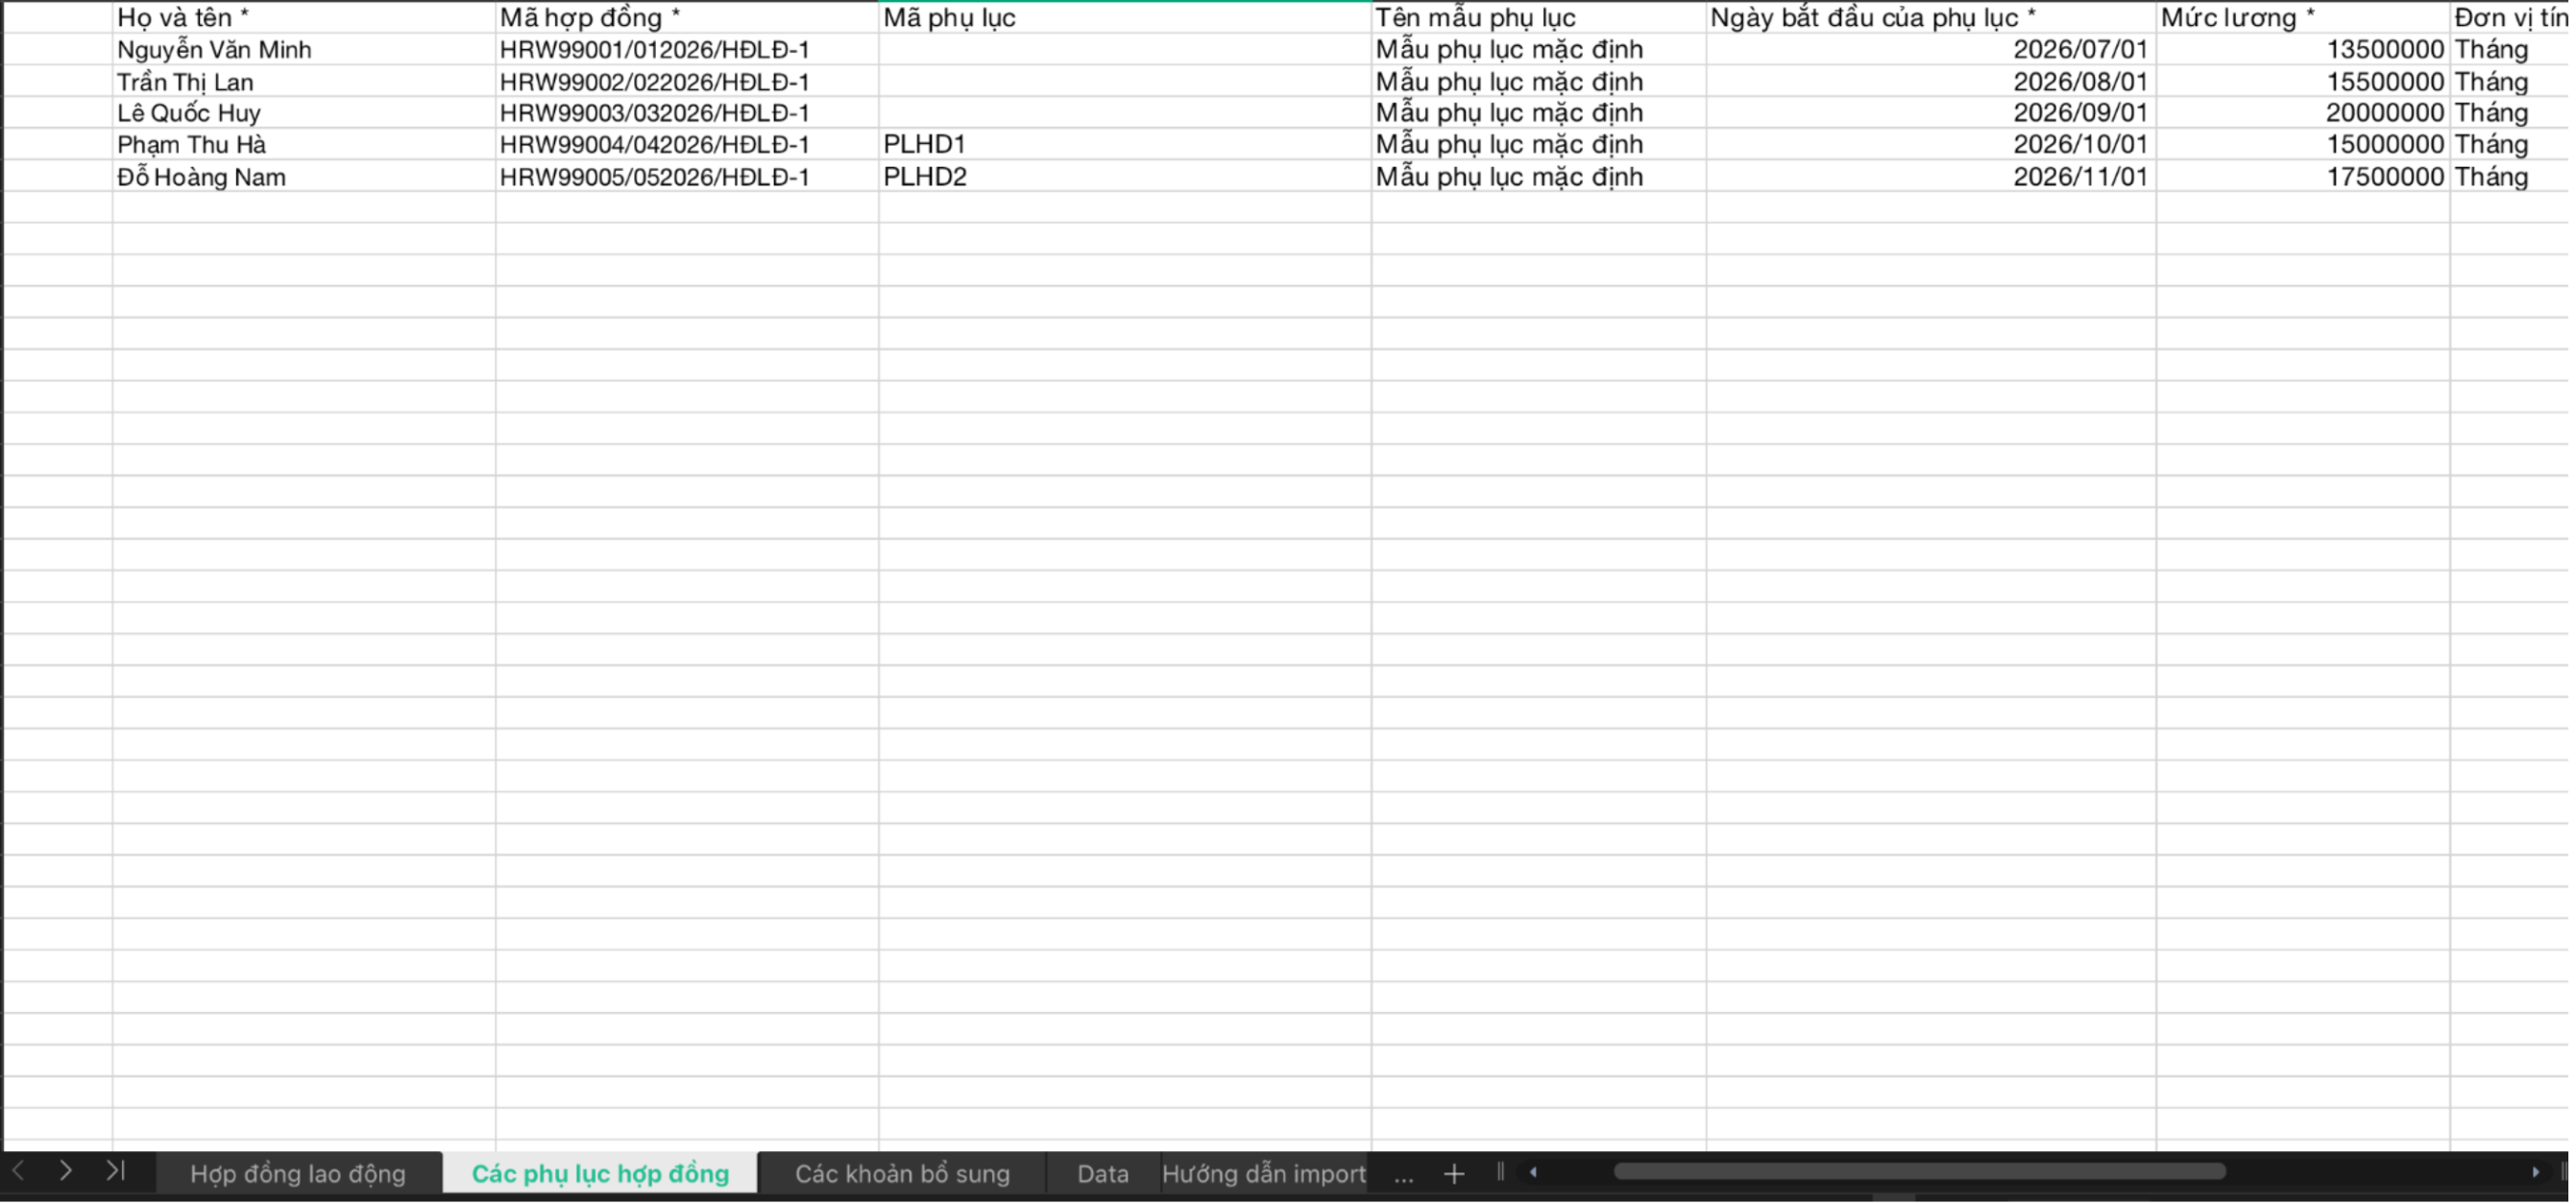 Họ và tên * Mã hợp đồng * Mã phụ lục Tên mẫu phụ lục Ngày bắt đầu của phụ lục * Mức lương * Đơn vị tín
Nguyễn Văn Minh HRW99001/012026/HĐLĐ-1 Mẫu phụ lục mặc định 2026/07/01 13500000 Tháng
Trần Thị Lan HRW99002/022026/HĐLĐ-1 Mẫu phụ lục mặc định 2026/08/01 15500000 Tháng
Lê Quốc Huy HRW99003/032026/HĐLĐ-1 Mẫu phụ lục mặc định 2026/09/01 20000000 Tháng
Phạm Thu Hà HRW99004/042026/HĐLĐ-1 PLHD1 Mẫu phụ lục mặc định 2026/10/01 15000000 Tháng
Đỗ Hoàng Nam HRW99005/052026/HĐLĐ-1 PLHD2 Mẫu phụ lục mặc định 2026/11/01 17500000 Tháng
Hợp đồng lao động Các phụ lục hợp đồng Các khoản bổ sung Data Hướng dẫn import ... +